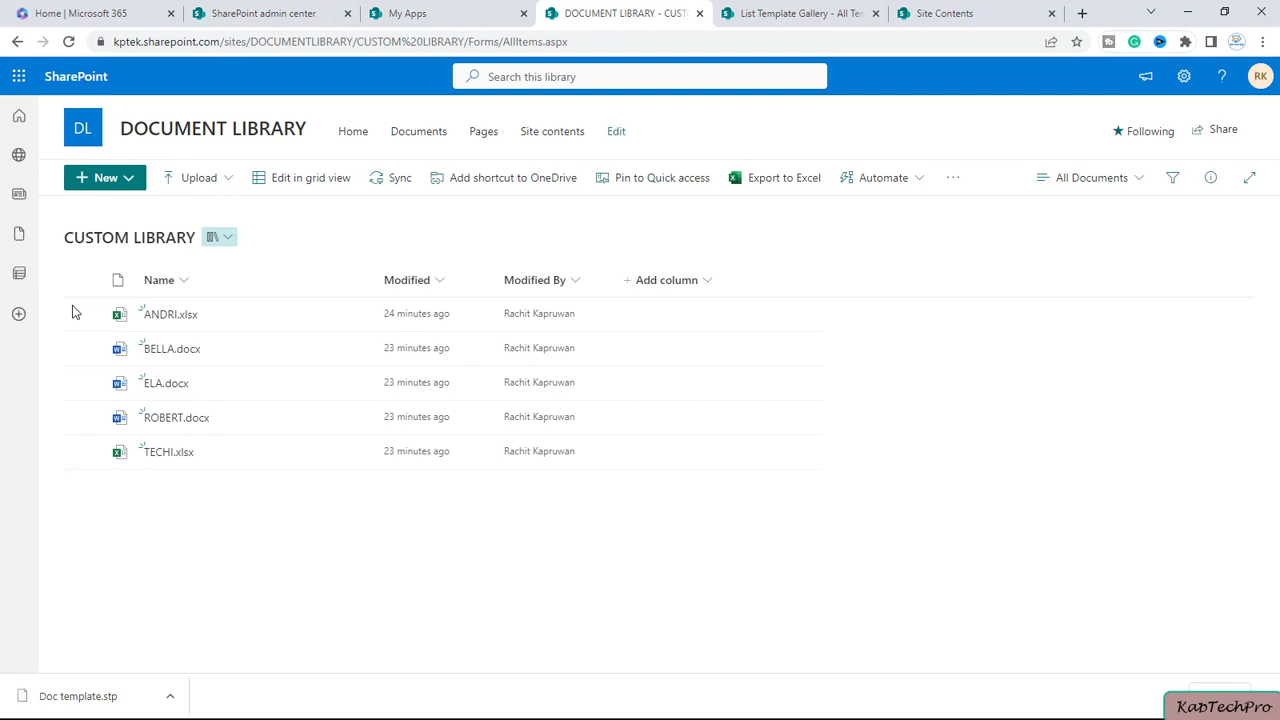 Home | Microsoft 365
SharePoint admin center
My Apps
DOCUMENT LIBRARY - CUSTO
List Template Gallery - All Tem
Site Contents
kptek.sharepoint.com/sites/DOCUMENTLIBRARY/CUSTOM%20LIBRARY/Forms/AllItems.aspx
SharePoint
Search this library
RK
DL
DOCUMENT LIBRARY
Home
Documents
Pages
Site contents
Edit
Following
Share
New
Upload
Edit in grid view
Sync
Add shortcut to OneDrive
Pin to Quick access
Export to Excel
Automate
All Documents
CUSTOM LIBRARY
Name Modified Modified By + Add column
ANDRI.xlsx 24 minutes ago Rachit Kapruwan
BELLA.docx 23 minutes ago Rachit Kapruwan
ELA.docx 23 minutes ago Rachit Kapruwan
ROBERT.docx 23 minutes ago Rachit Kapruwan
TECHI.xlsx 23 minutes ago Rachit Kapruwan
Doc template.stp
KapTechPro